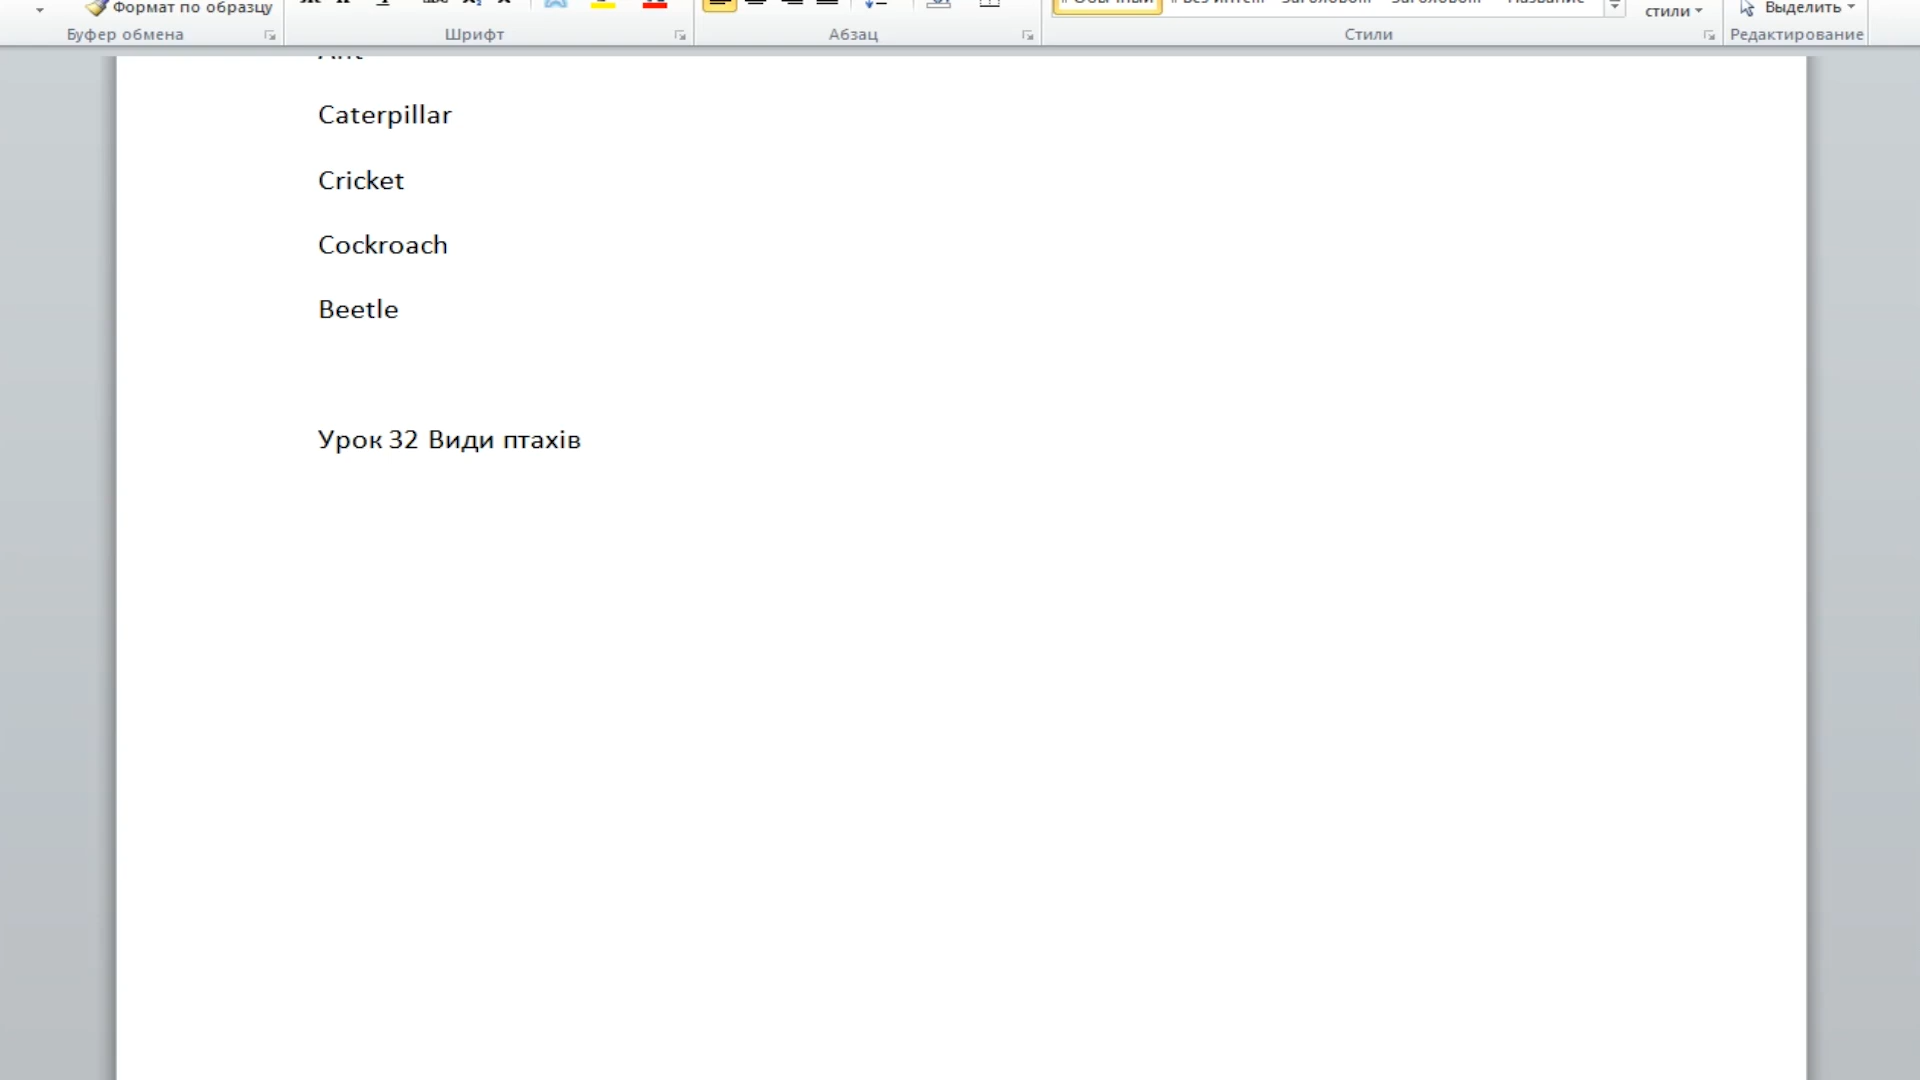 Формат по образцу
стили
Выделить
Буфер обмена
Шрифт
Абзац
Стили
Редактирование
Caterpillar
Cricket
Cockroach
Beetle
Урок 32 Види птахів